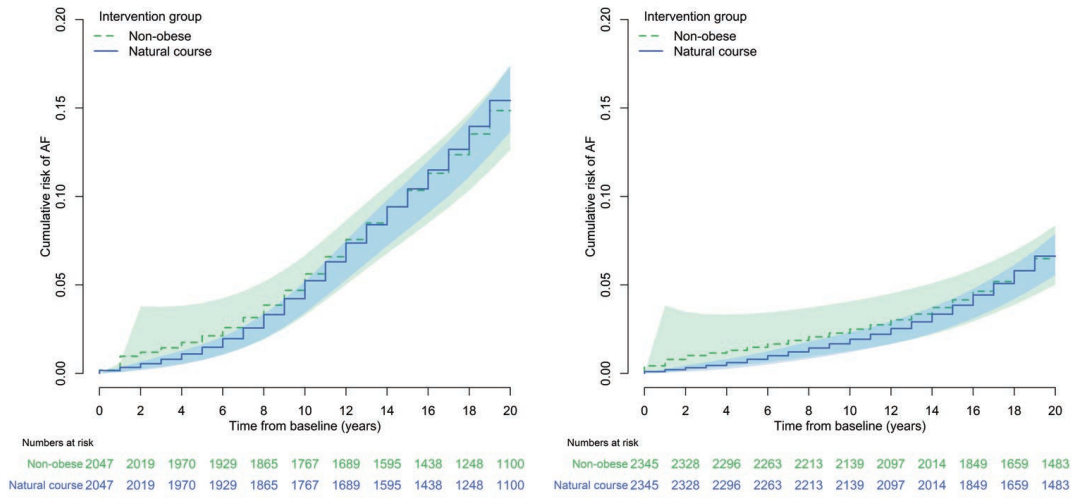 Intervention group
Non-obese
Natural course
0.20
0.15
0.10
0.05
0.00
Cumulative risk of AF
0 2 4 6 8 10 12 14 16 18 20
Time from baseline (years)
Numbers at risk
Non-obese 2047 2019 1970 1929 1865 1767 1689 1595 1438 1248 1100
Natural course 2047 2019 1970 1929 1865 1767 1689 1595 1438 1248 1100
Intervention group
Non-obese
Natural course
0.20
0.15
0.10
0.05
0.00
Cumulative risk of AF
0 2 4 6 8 10 12 14 16 18 20
Time from baseline (years)
Numbers at risk
Non-obese 2345 2328 2296 2263 2213 2139 2097 2014 1849 1659 1483
Natural course 2345 2328 2296 2263 2213 2139 2097 2014 1849 1659 1483